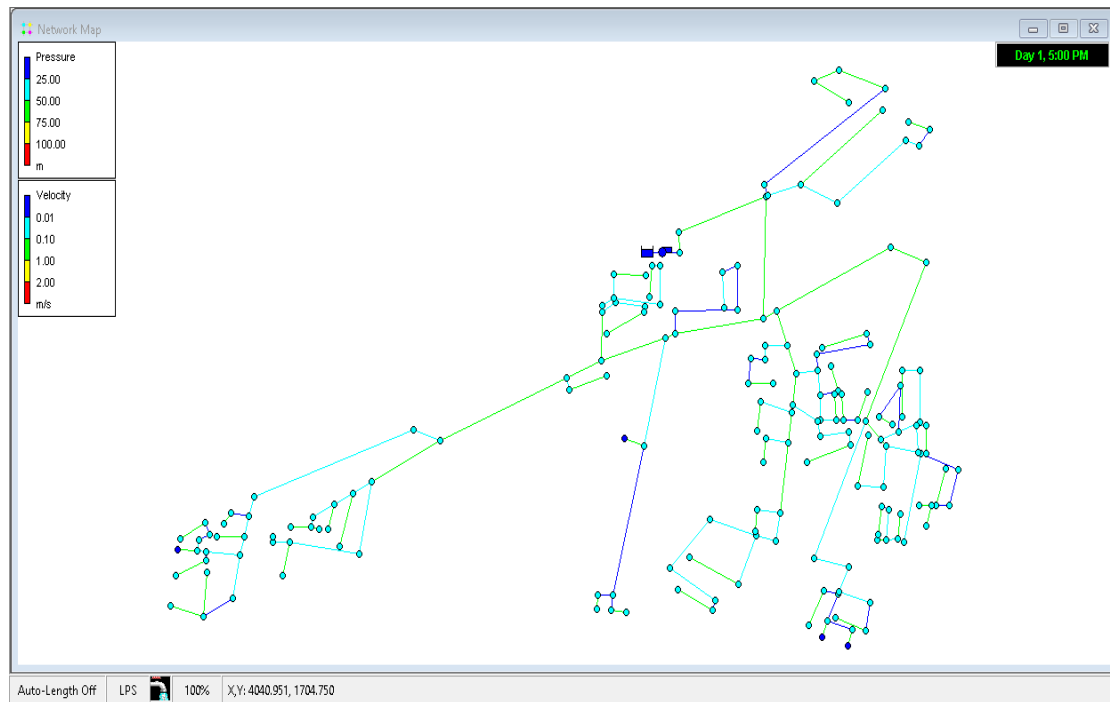 Network Map
Day 1, 5:00 PM
Pressure
25.00
50.00
75.00
100.00
m
Velocity
0.01
0.10
1.00
2.00
m/s
Auto-Length Off LPS 100% X,Y: 4040.951, 1704.750